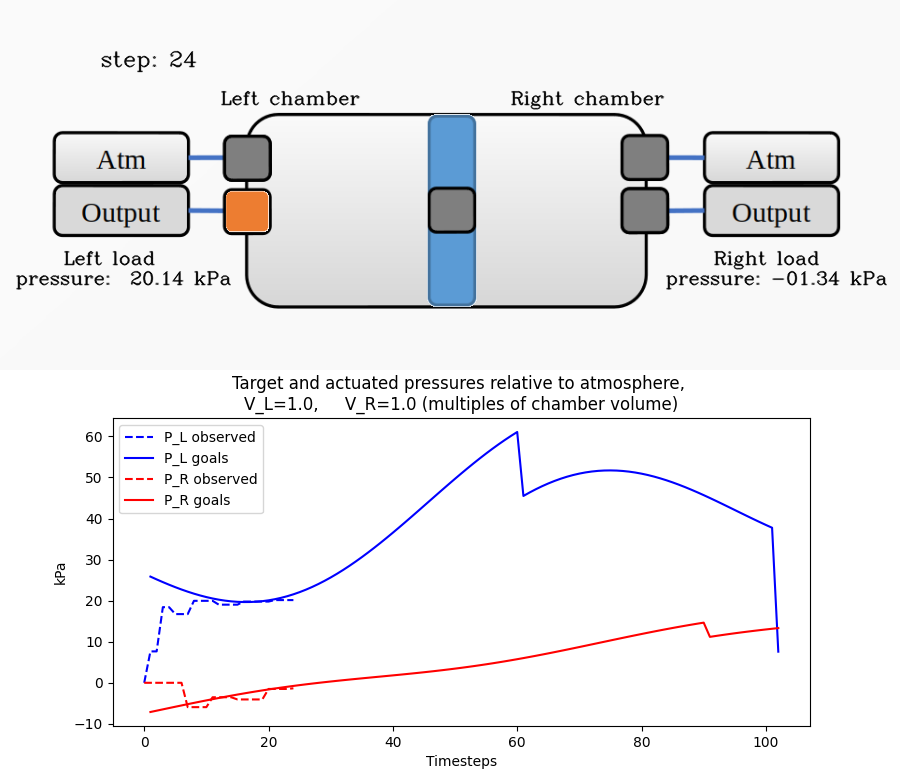 step: 24
Left chamber
Right chamber
Atm
Atm
Output
Output
Left load
pressure: 20.14 kPa
Right load
pressure: −01.34 kPa
Target and actuated pressures relative to atmosphere,
V_L=1.0, V_R=1.0 (multiples of chamber volume)
P_L observed
P_L goals
P_R observed
P_R goals
60
50
40
30
20
10
0
−10
kPa
0 20 40 60 80 100
Timesteps